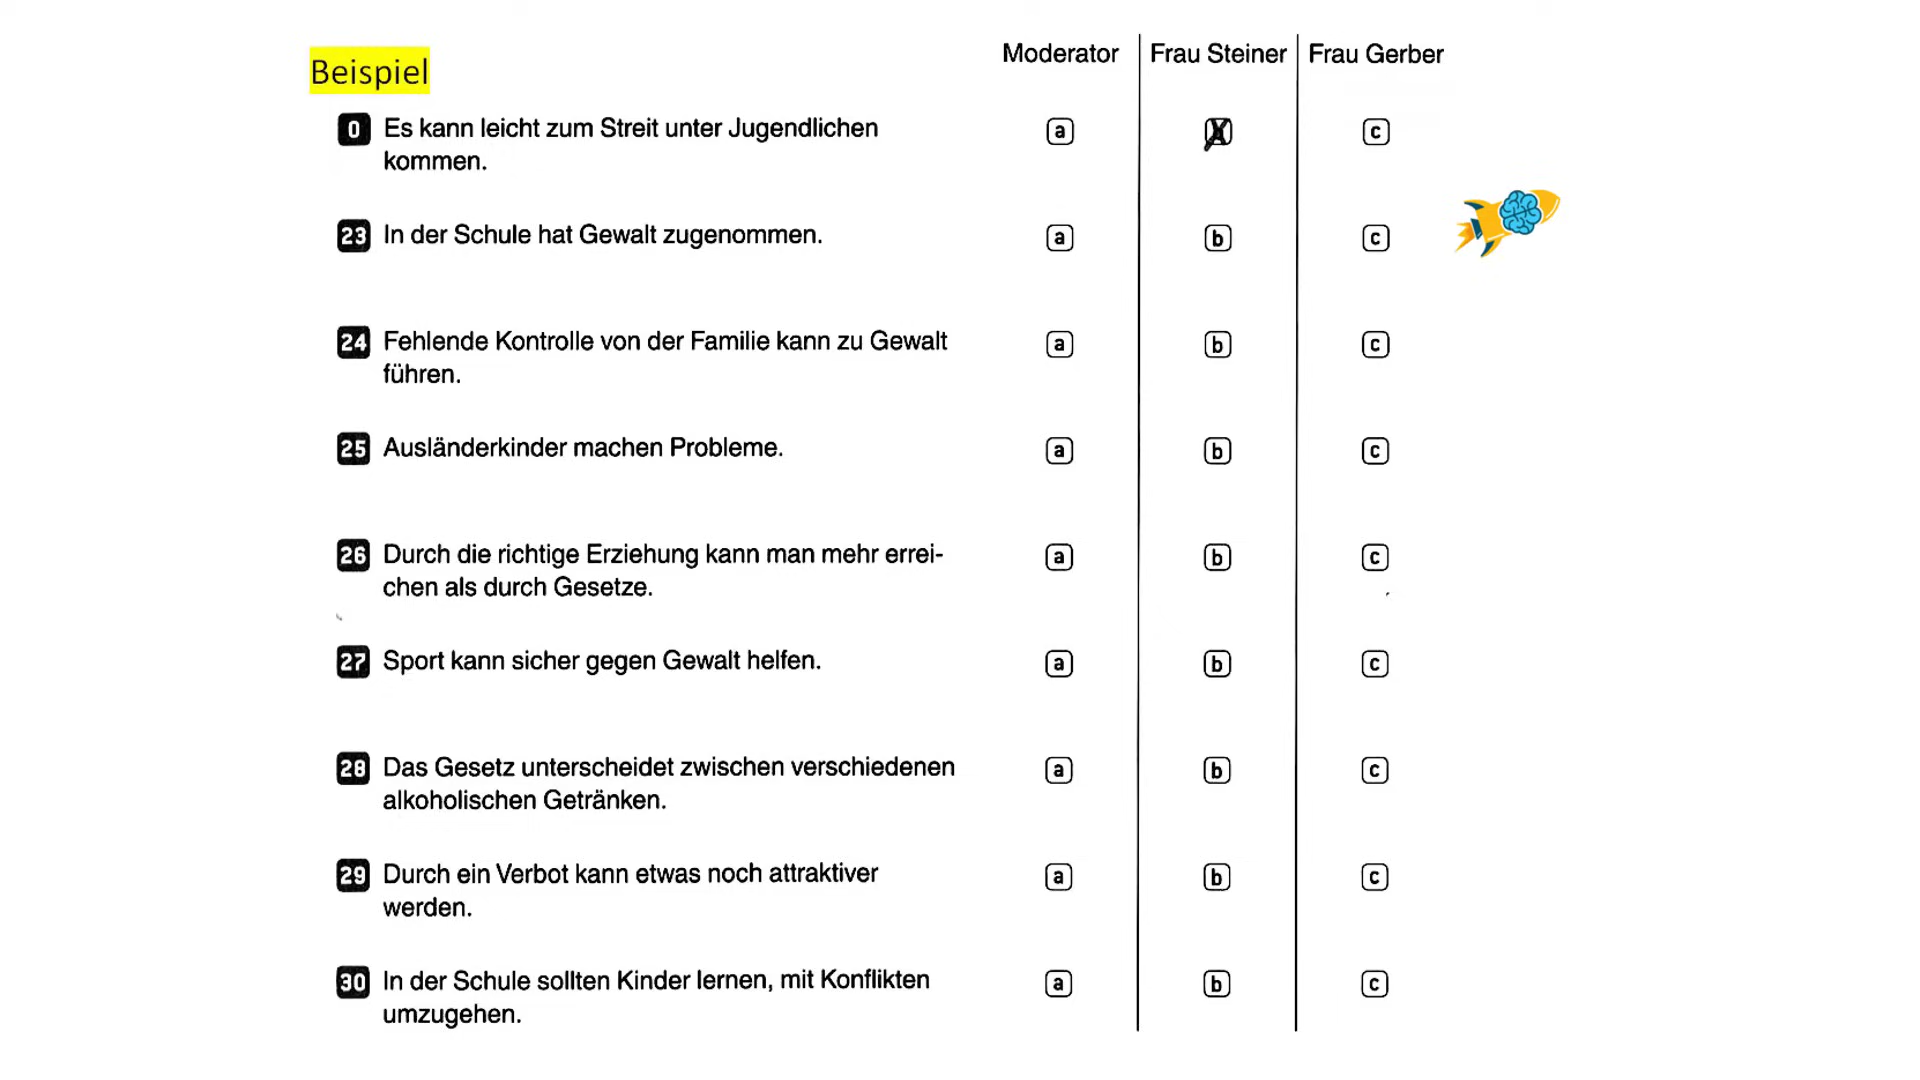 Beispiel
Moderator Frau Steiner Frau Gerber
0 Es kann leicht zum Streit unter Jugendlichen a c
kommen.
23 In der Schule hat Gewalt zugenommen. a b c
24 Fehlende Kontrolle von der Familie kann zu Gewalt a b c
führen.
25 Ausländerkinder machen Probleme. a b c
26 Durch die richtige Erziehung kann man mehr errei- a b c
chen als durch Gesetze.
27 Sport kann sicher gegen Gewalt helfen. a b c
28 Das Gesetz unterscheidet zwischen verschiedenen a b c
alkoholischen Getränken.
29 Durch ein Verbot kann etwas noch attraktiver a b c
werden.
30 In der Schule sollten Kinder lernen, mit Konflikten a b c
umzugehen.